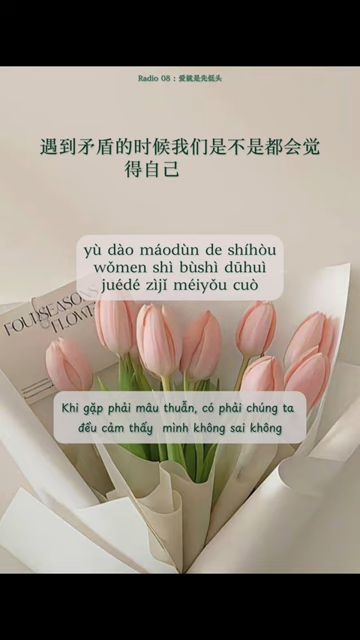 Radio 08 : 爱就是先低头
遇到矛盾的时候我们是不是都会觉
得自己
yù dào máodùn de shíhòu
wǒmen shì bùshì dūhuì
juédé zìjǐ méiyǒu cuò
FOURSEASONS
FLOWER
Khi gặp phải mâu thuẫn, có phải chúng ta
đều cảm thấy mình không sai không